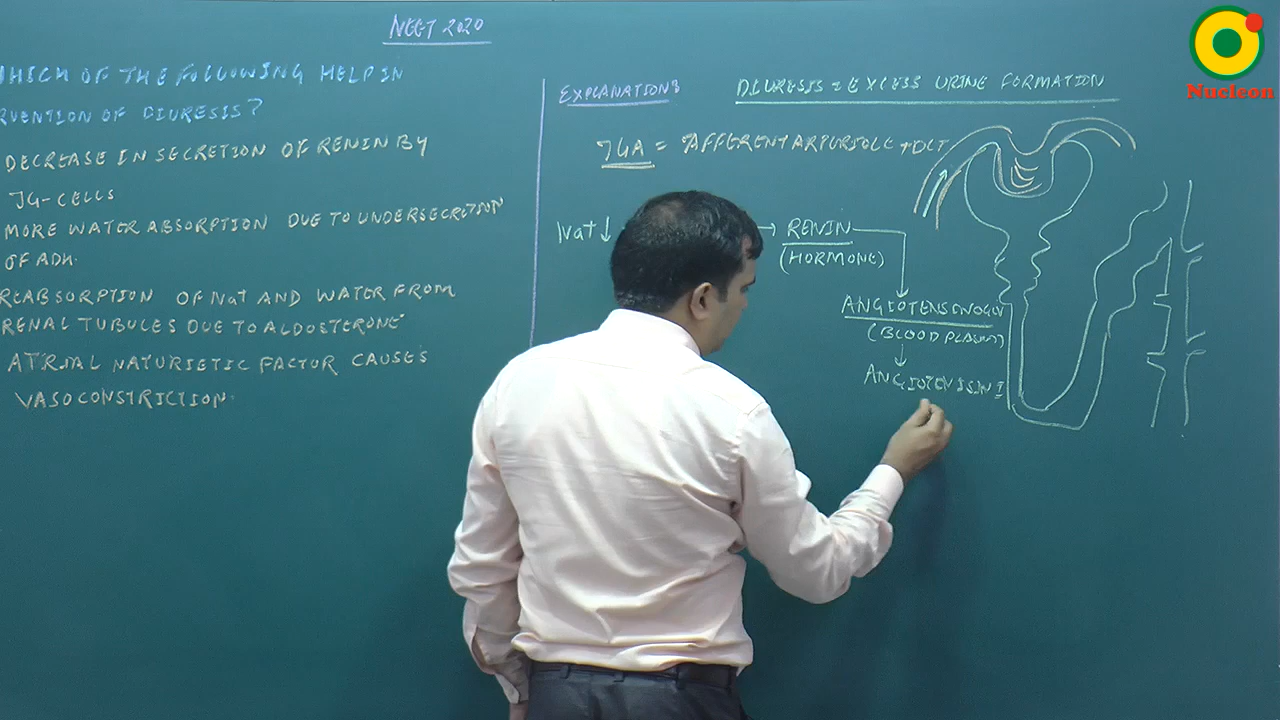 NEET 2020
WHICH OF THE FOLLOWING HELP IN
RVENTION OF DIURESIS?
DECREASE IN SECRETION OF RENIN BY
JG-CELLS
MORE WATER ABSORPTION DUE TO UNDERSECRETION
OF ADH.
REABSORPTION OF Na+ AND WATER FROM
RENAL TUBULES DUE TO ALDOSTERONE
ATRIAL NATURIETIC FACTOR CAUSES
VASOCONSTRICTION.
EXPLANATION:
DIURESIS = EXCESS URINE FORMATION
JGA = AFFERENT ARTERIOLE + DCT
Na+ ↓ → RENIN
(HORMONE)
ANGIOTENSINOGEN
(BLOOD PLASMA)
ANGIOTENSIN I
Nucleon